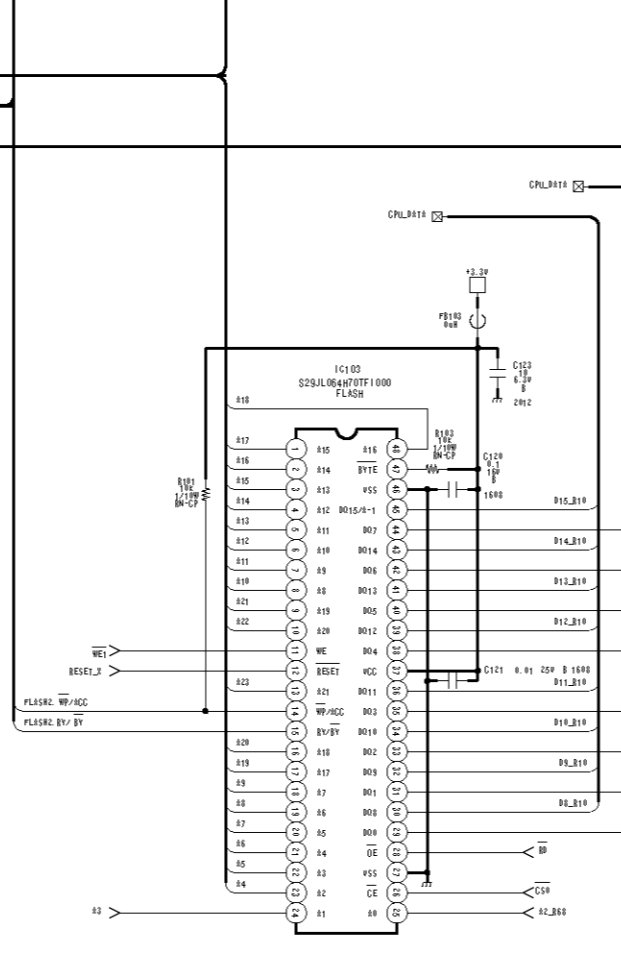 CPU_DATA
CPU_DATA
+3.3V
FB103
0uH
IC103
S29JL064H70TFI000
FLASH
C123
10
6.3V
B
2012
A18
R103
10k
1/10W
RN-CP
C120
0.1
16V
B
1608
R101
10k
1/10W
RN-CP
A17 1 A15 A16 48
A16 2 A14 BYTE 47
A15 3 A13 VSS 46
A14 4 A12 DQ15/A-1 45 D15_R10
A13 5 A11 DQ7 44
A12 6 A10 DQ14 43 D14_R10
A11 7 A9 DQ6 42
A10 8 A8 DQ13 41 D13_R10
A21 9 A19 DQ5 40
A22 10 A20 DQ12 39 D12_R10
WE1 11 WE DQ4 38
RESET_X 12 RESET VCC 37 C121 0.01 25V B 1608
A23 13 A21 DQ11 36 D11_R10
FLASH2. WP/ACC 14 WP/ACC DQ3 35
FLASH2. RY/BY 15 RY/BY DQ10 34 D10_R10
A20 16 A18 DQ2 33
A19 17 A17 DQ9 32 D9_R10
A9 18 A7 DQ1 31
A8 19 A6 DQ8 30 D8_R10
A7 20 A5 DQ0 29
A6 21 A4 OE 28 RD
A5 22 A3 VSS 27
A4 23 A2 CE 26 CS0
A3 24 A1 A0 25 A2_R68